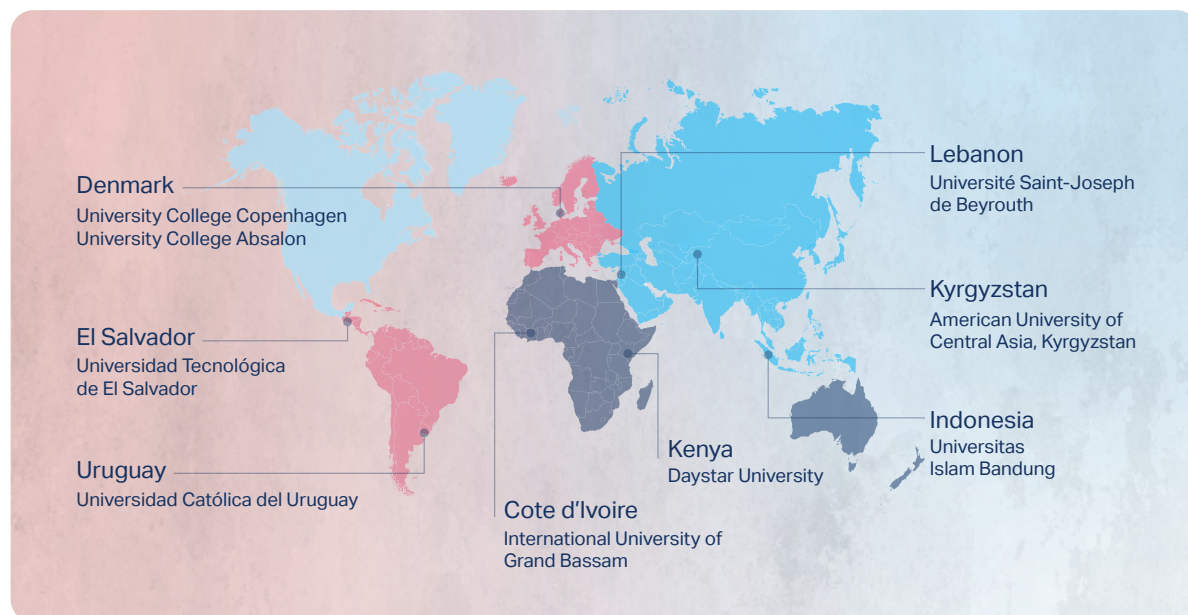 Denmark
University College Copenhagen
University College Absalon
El Salvador
Universidad Tecnológica
de El Salvador
Uruguay
Universidad Católica del Uruguay
Cote d’Ivoire
International University of
Grand Bassam
Kenya
Daystar University
Lebanon
Université Saint-Joseph
de Beyrouth
Kyrgyzstan
American University of
Central Asia, Kyrgyzstan
Indonesia
Universitas
Islam Bandung